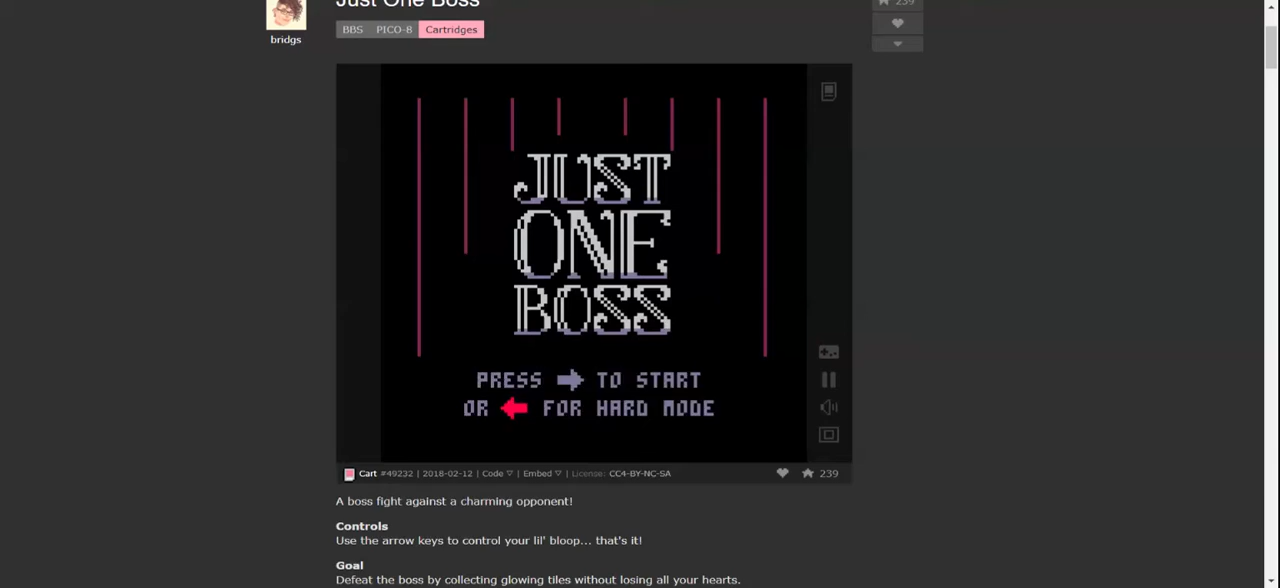 Just One Boss
239
bridgs
BBS PICO-8 Cartridges
JUST
ONE
BOSS
PRESS ➡ TO START
OR ⬅ FOR HARD MODE
Cart #49232 | 2018-02-12 | Code ▽ | Embed ▽ | License: CC4-BY-NC-SA
239
A boss fight against a charming opponent!
Controls
Use the arrow keys to control your lil' bloop... that's it!
Goal
Defeat the boss by collecting glowing tiles without losing all your hearts.